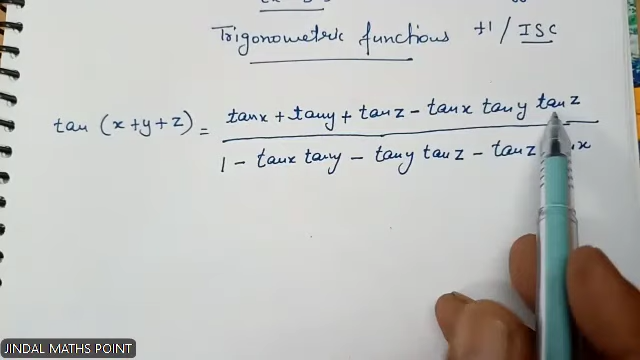 Trigonometric functions +1 / ISC
tan (x+y+z) = tanx + tany + tanz - tanx tany tanz
1 - tanx tany - tany tanz - tanz x
JINDAL MATHS POINT